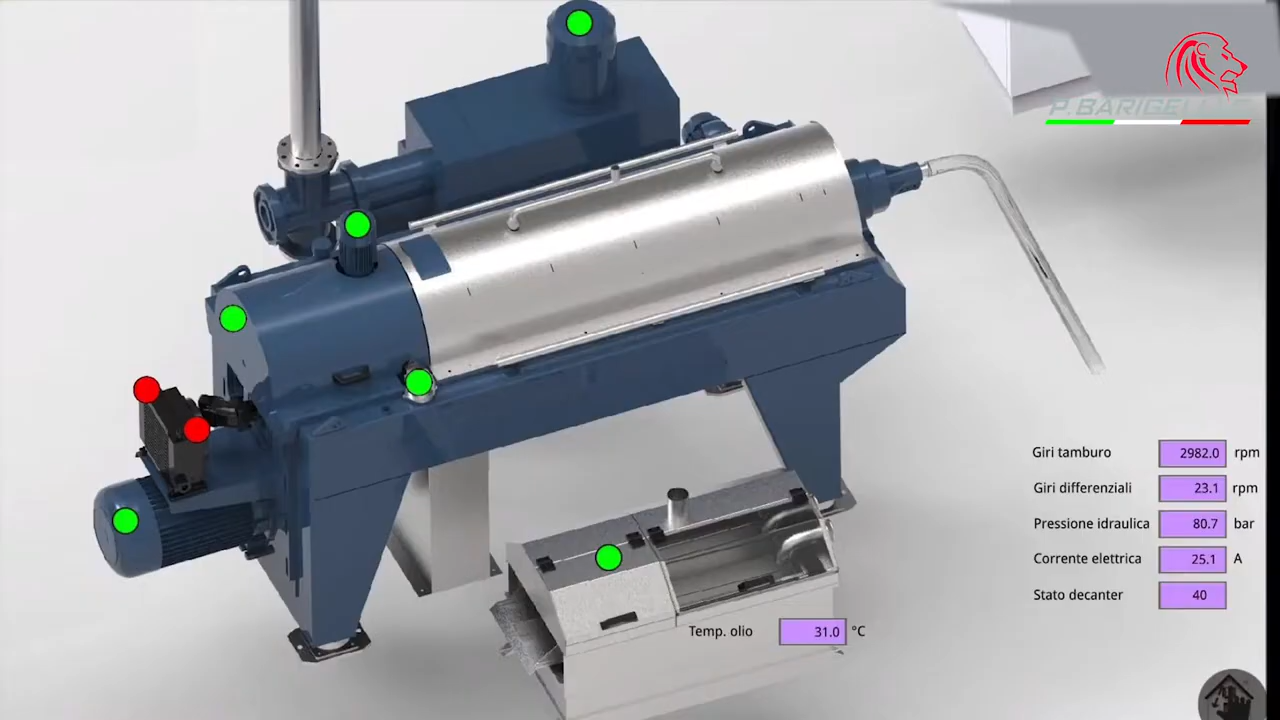 Giri tamburo 2982.0 rpm
Giri differenziali 23.1 rpm
Pressione idraulica 80.7 bar
Corrente elettrica 25.1 A
Stato decanter 40
Temp. olio 31.0 °C